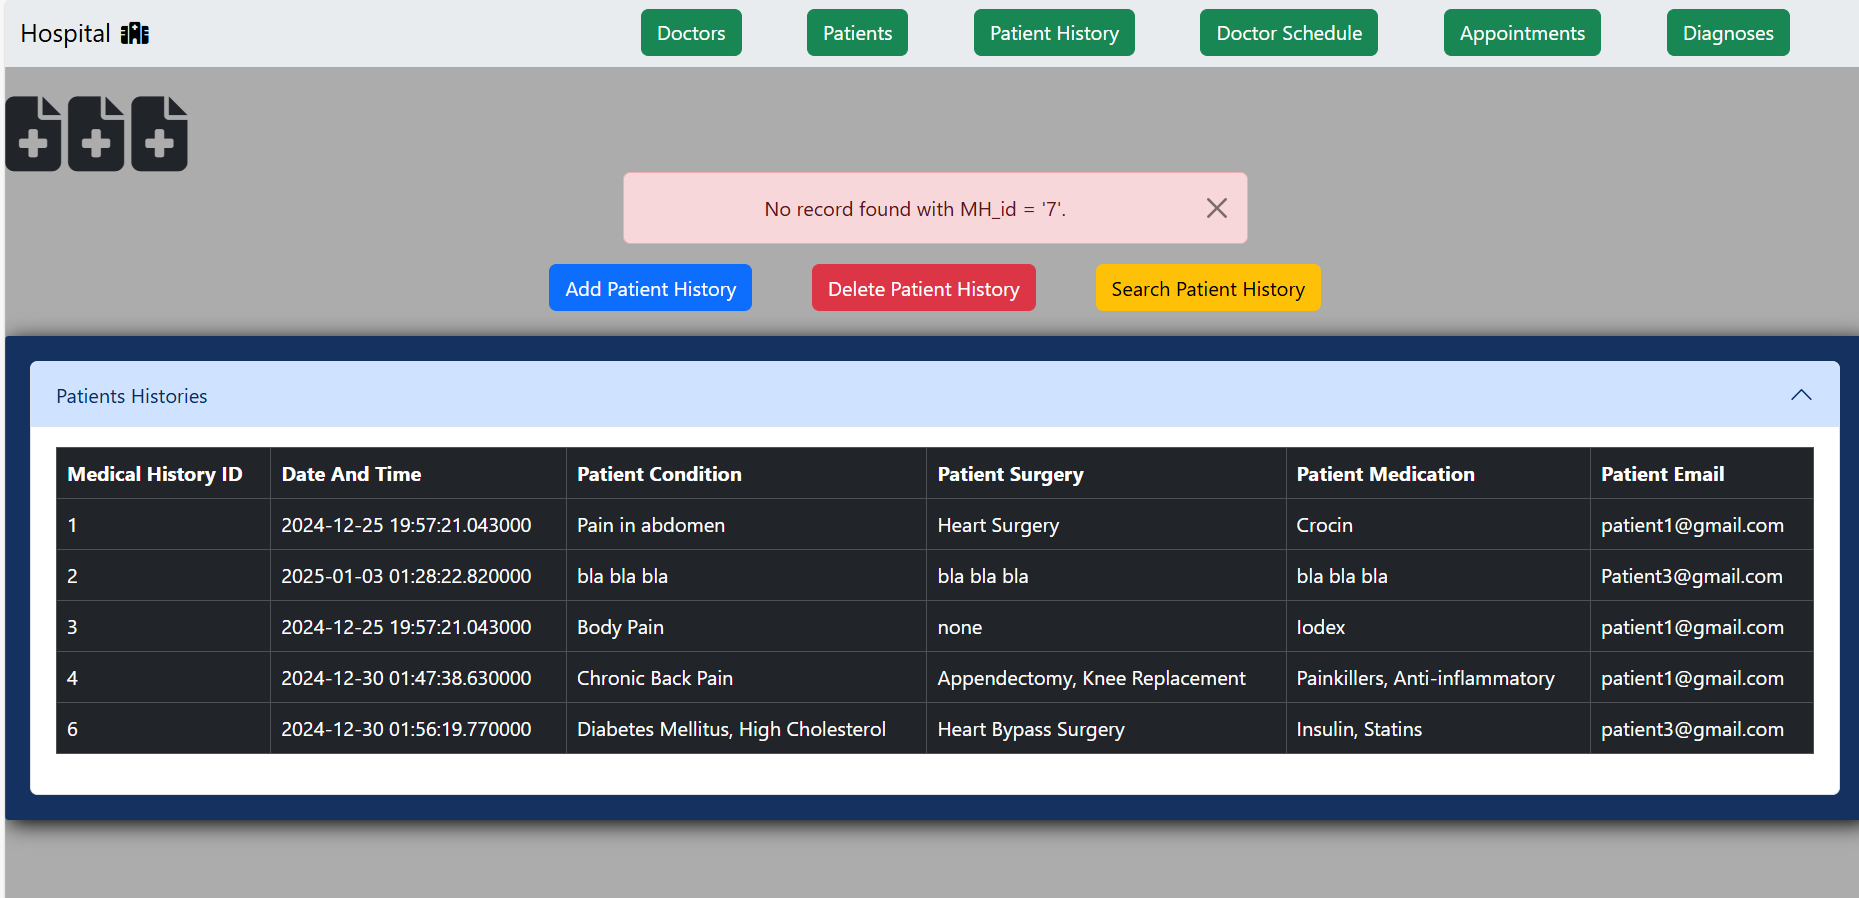 Hospital Doctors Patients Patient History Doctor Schedule Appointments Diagnoses
No record found with MH_id = '7'.
Add Patient History Delete Patient History Search Patient History
Patients Histories
Medical History ID Date And Time Patient Condition Patient Surgery Patient Medication Patient Email
1 2024-12-25 19:57:21.043000 Pain in abdomen Heart Surgery Crocin patient1@gmail.com
2 2025-01-03 01:28:22.820000 bla bla bla bla bla bla bla bla bla Patient3@gmail.com
3 2024-12-25 19:57:21.043000 Body Pain none Iodex patient1@gmail.com
4 2024-12-30 01:47:38.630000 Chronic Back Pain Appendectomy, Knee Replacement Painkillers, Anti-inflammatory patient1@gmail.com
6 2024-12-30 01:56:19.770000 Diabetes Mellitus, High Cholesterol Heart Bypass Surgery Insulin, Statins patient3@gmail.com